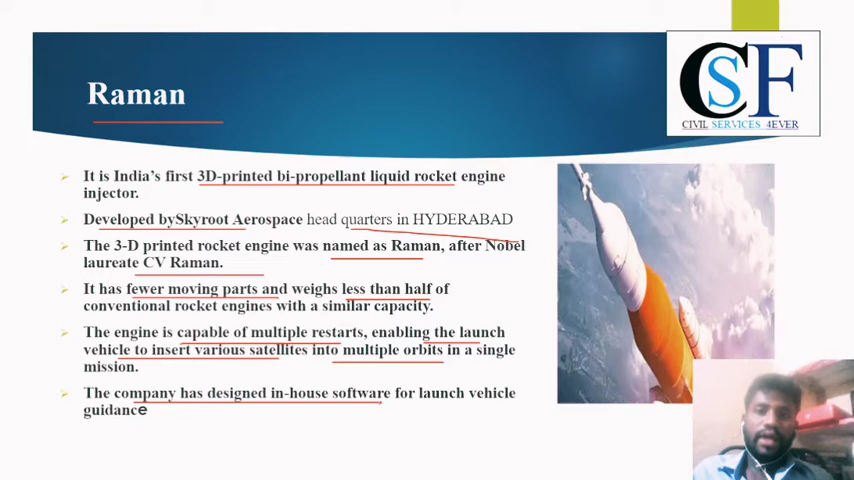 CSF
CIVIL SERVICES 4EVER
Raman
It is India's first 3D-printed bi-propellant liquid rocket engine
injector.
Developed bySkyroot Aerospace head quarters in HYDERABAD
The 3-D printed rocket engine was named as Raman, after Nobel
laureate CV Raman.
It has fewer moving parts and weighs less than half of
conventional rocket engines with a similar capacity.
The engine is capable of multiple restarts, enabling the launch
vehicle to insert various satellites into multiple orbits in a single
mission.
The company has designed in-house software for launch vehicle
guidance